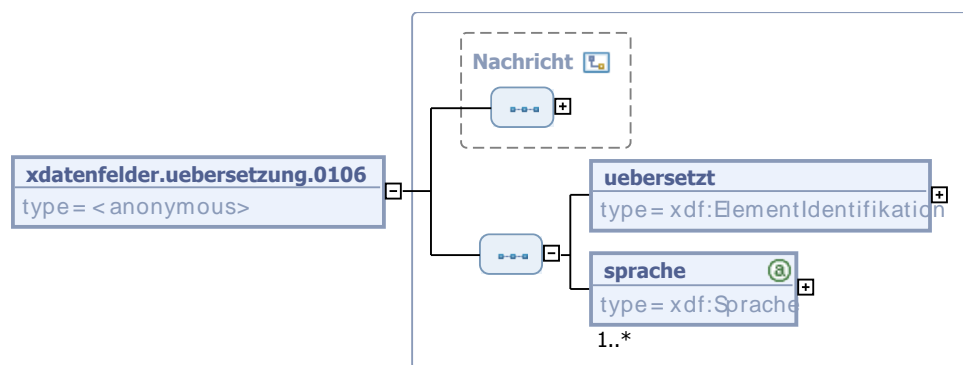 Nachricht
xdatenfelder.uebersetzung.0106
type= <anonymous>
uebersetzt
type= xdf:ElementIdentifikation
sprache @
type= xdf:Sprache
1..*